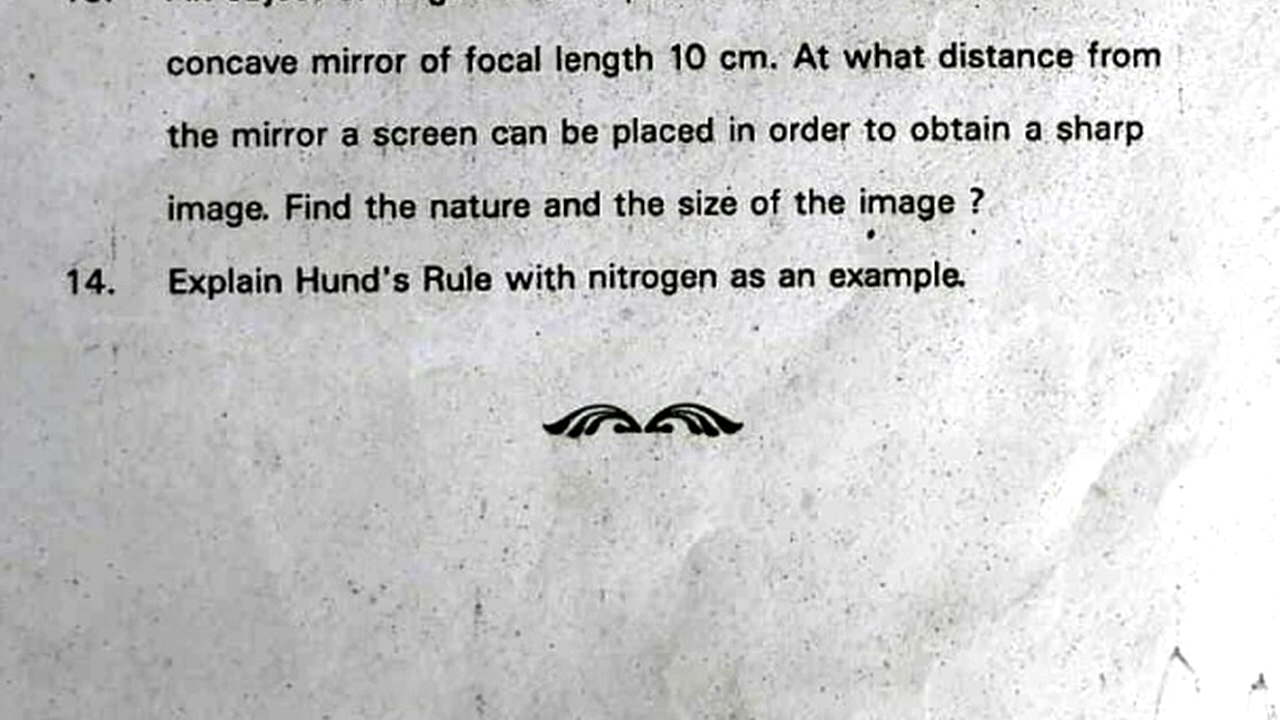 concave mirror of focal length 10 cm. At what distance from
the mirror a screen can be placed in order to obtain a sharp
image. Find the nature and the size of the image ?
14. Explain Hund's Rule with nitrogen as an example.